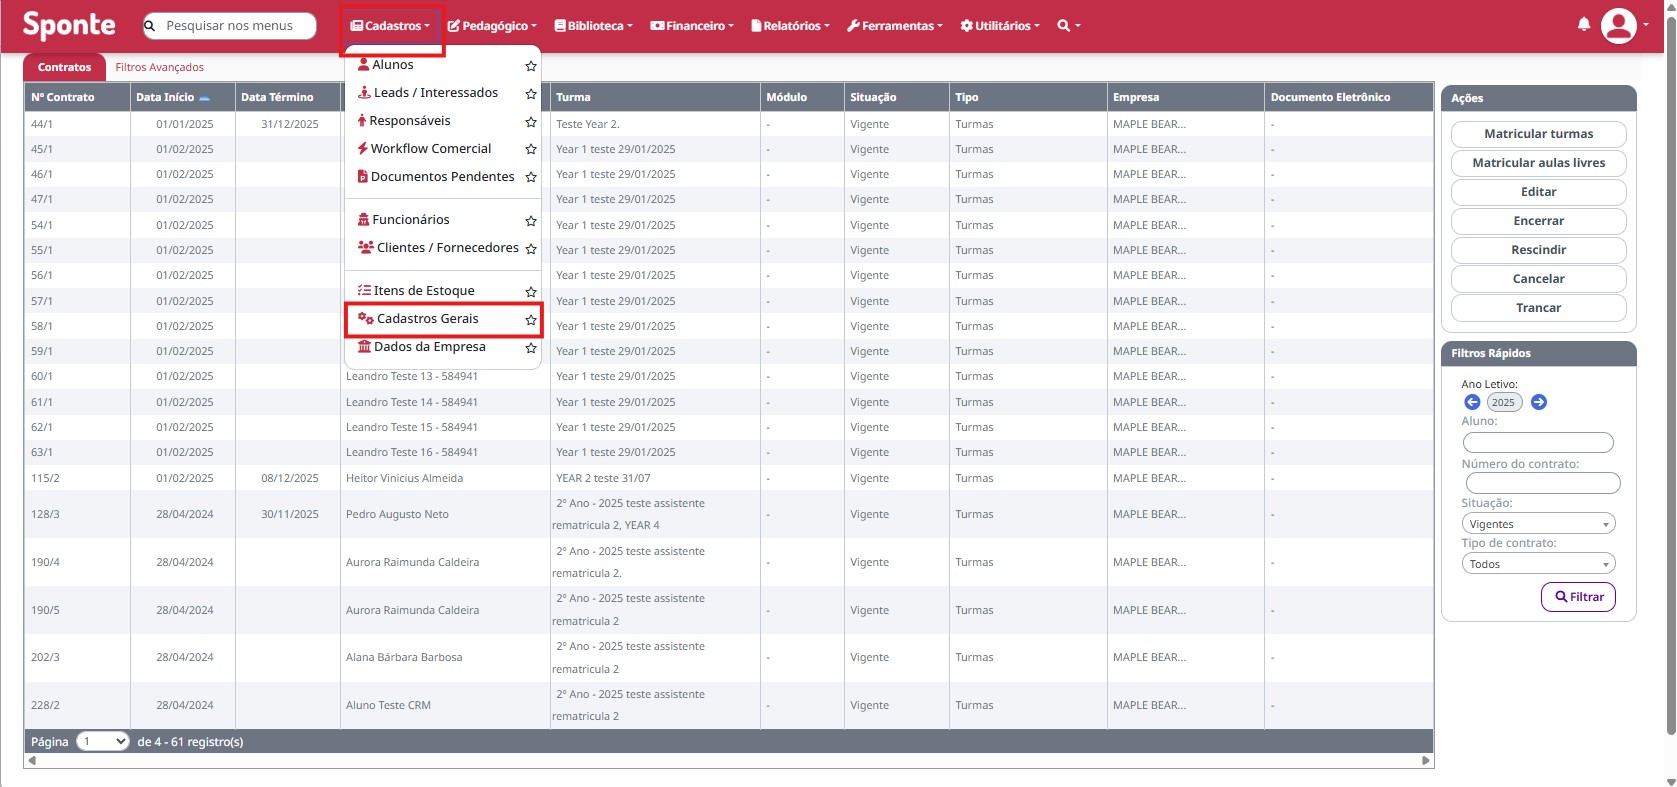 Sponte
Pesquisar nos menus
Cadastros
Pedagógico
Biblioteca
Financeiro
Relatórios
Ferramentas
Utilitários
Contratos
Filtros Avançados
Alunos
Leads / Interessados
Responsáveis
Workflow Comercial
Documentos Pendentes
Funcionários
Clientes / Fornecedores
Itens de Estoque
Cadastros Gerais
Dados da Empresa
Nº Contrato Data Início Data Término Turma Módulo Situação Tipo Empresa Documento Eletrônico
44/1 01/01/2025 31/12/2025 Teste Year 2. - Vigente Turmas MAPLE BEAR... -
45/1 01/02/2025 Year 1 teste 29/01/2025 - Vigente Turmas MAPLE BEAR... -
46/1 01/02/2025 Year 1 teste 29/01/2025 - Vigente Turmas MAPLE BEAR... -
47/1 01/02/2025 Year 1 teste 29/01/2025 - Vigente Turmas MAPLE BEAR... -
54/1 01/02/2025 Year 1 teste 29/01/2025 - Vigente Turmas MAPLE BEAR... -
55/1 01/02/2025 Year 1 teste 29/01/2025 - Vigente Turmas MAPLE BEAR... -
56/1 01/02/2025 Year 1 teste 29/01/2025 - Vigente Turmas MAPLE BEAR... -
57/1 01/02/2025 Year 1 teste 29/01/2025 - Vigente Turmas MAPLE BEAR... -
58/1 01/02/2025 Year 1 teste 29/01/2025 - Vigente Turmas MAPLE BEAR... -
59/1 01/02/2025 Year 1 teste 29/01/2025 - Vigente Turmas MAPLE BEAR... -
60/1 01/02/2025 Leandro Teste 13 - 584941 Year 1 teste 29/01/2025 - Vigente Turmas MAPLE BEAR... -
61/1 01/02/2025 Leandro Teste 14 - 584941 Year 1 teste 29/01/2025 - Vigente Turmas MAPLE BEAR... -
62/1 01/02/2025 Leandro Teste 15 - 584941 Year 1 teste 29/01/2025 - Vigente Turmas MAPLE BEAR... -
63/1 01/02/2025 Leandro Teste 16 - 584941 Year 1 teste 29/01/2025 - Vigente Turmas MAPLE BEAR... -
115/2 01/02/2025 08/12/2025 Heitor Vinicius Almeida YEAR 2 teste 31/07 - Vigente Turmas MAPLE BEAR... -
128/3 28/04/2024 30/11/2025 Pedro Augusto Neto 2º Ano - 2025 teste assistente - Vigente Turmas MAPLE BEAR... -
rematricula 2, YEAR 4
190/4 28/04/2024 Aurora Raimunda Caldeira 2º Ano - 2025 teste assistente - Vigente Turmas MAPLE BEAR... -
rematricula 2.
190/5 28/04/2024 Aurora Raimunda Caldeira 2º Ano - 2025 teste assistente - Vigente Turmas MAPLE BEAR... -
rematricula 2
202/3 28/04/2024 Alana Bárbara Barbosa 2º Ano - 2025 teste assistente - Vigente Turmas MAPLE BEAR... -
rematricula 2
228/2 28/04/2024 Aluno Teste CRM 2º Ano - 2025 teste assistente - Vigente Turmas MAPLE BEAR... -
rematricula 2
Página 1 de 4 - 61 registro(s)
Ações
Matricular turmas
Matricular aulas livres
Editar
Encerrar
Rescindir
Cancelar
Trancar
Filtros Rápidos
Ano Letivo:
2025
Aluno:
Número do contrato:
Situação:
Vigentes
Tipo de contrato:
Todos
Filtrar